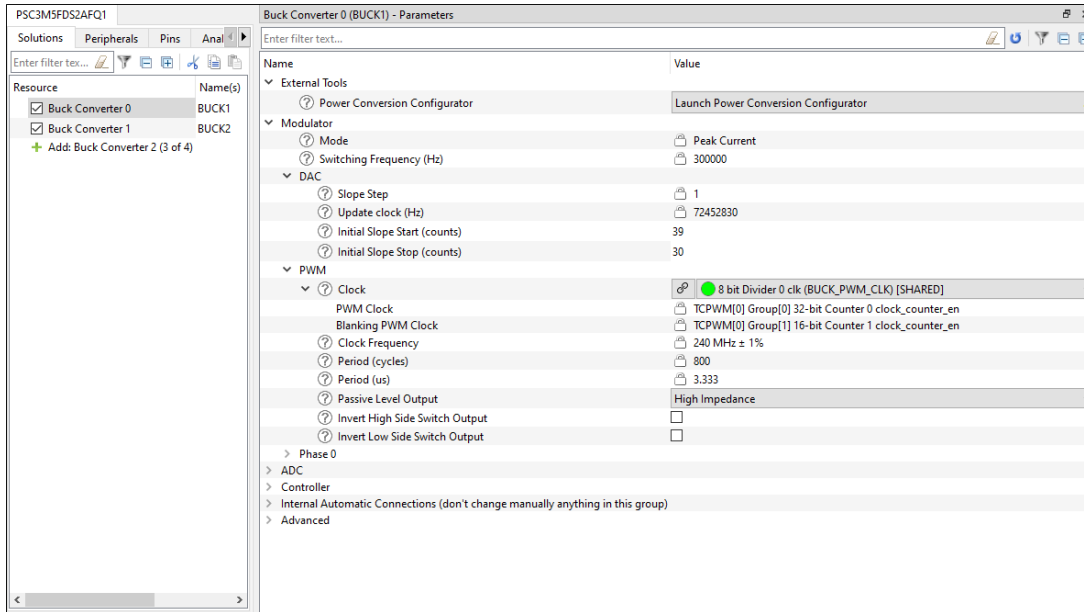 PSC3M5FDS2AFQ1
Solutions Peripherals Pins Anal
Enter filter tex...
Resource Name(s)
Buck Converter 0 BUCK1
Buck Converter 1 BUCK2
Add: Buck Converter 2 (3 of 4)
Buck Converter 0 (BUCK1) - Parameters
Enter filter text...
Name Value
External Tools
Power Conversion Configurator Launch Power Conversion Configurator
Modulator
Mode Peak Current
Switching Frequency (Hz) 300000
DAC
Slope Step 1
Update clock (Hz) 72452830
Initial Slope Start (counts) 39
Initial Slope Stop (counts) 30
PWM
Clock 8 bit Divider 0 clk (BUCK_PWM_CLK) [SHARED]
PWM Clock TCPWM[0] Group[0] 32-bit Counter 0 clock_counter_en
Blanking PWM Clock TCPWM[0] Group[1] 16-bit Counter 1 clock_counter_en
Clock Frequency 240 MHz ± 1%
Period (cycles) 800
Period (us) 3.333
Passive Level Output High Impedance
Invert High Side Switch Output
Invert Low Side Switch Output
Phase 0
ADC
Controller
Internal Automatic Connections (don't change manually anything in this group)
Advanced